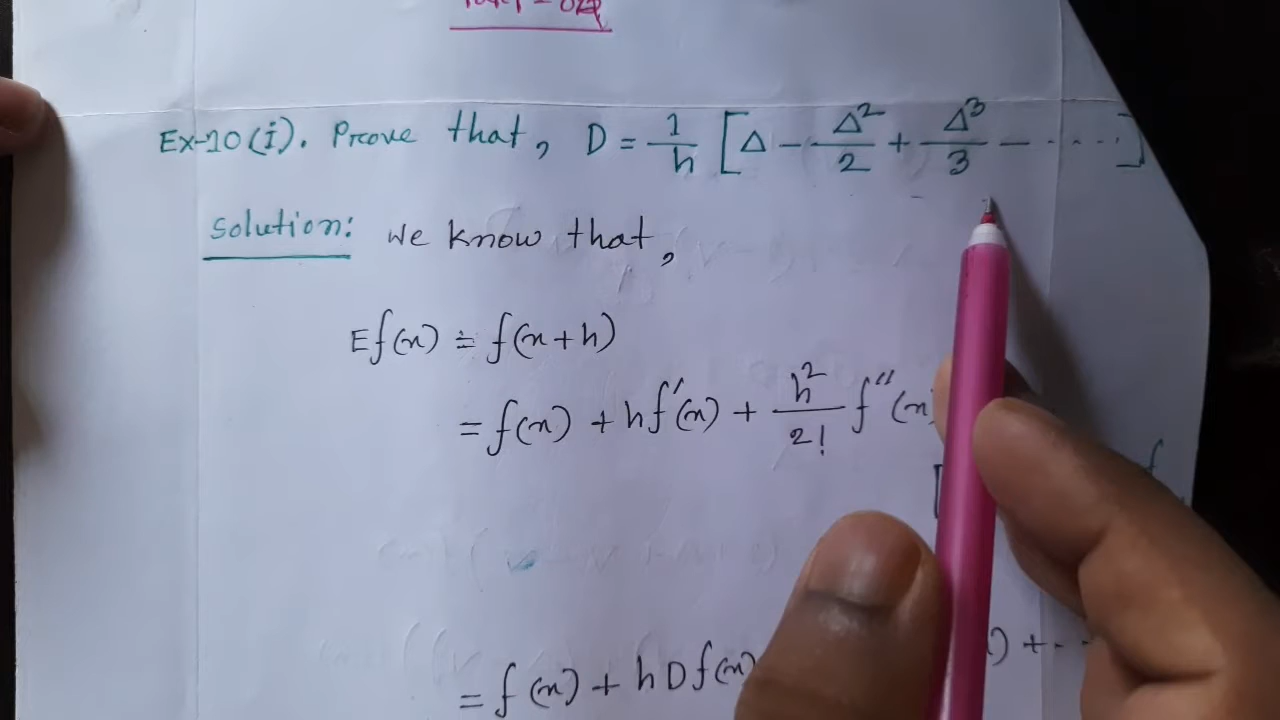 Ex-10(i). Prove that, D = 1/h [Δ - Δ²/2 + Δ³/3 - ....]
Solution: We know that,
Ef(x) = f(x+h)
= f(x) + hf'(x) + h²/2! f''(x
= f(x) + hDf(x) ) + ..